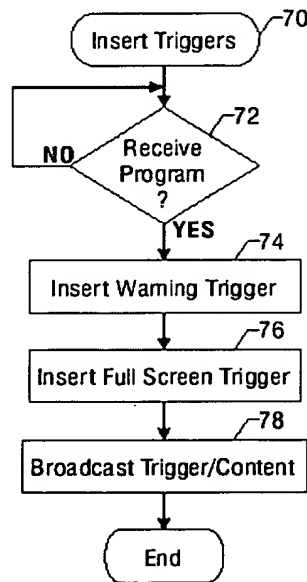 70
Insert Triggers
72
Receive
Program
?
NO
YES
74
Insert Warning Trigger
76
Insert Full Screen Trigger
78
Broadcast Trigger/Content
End